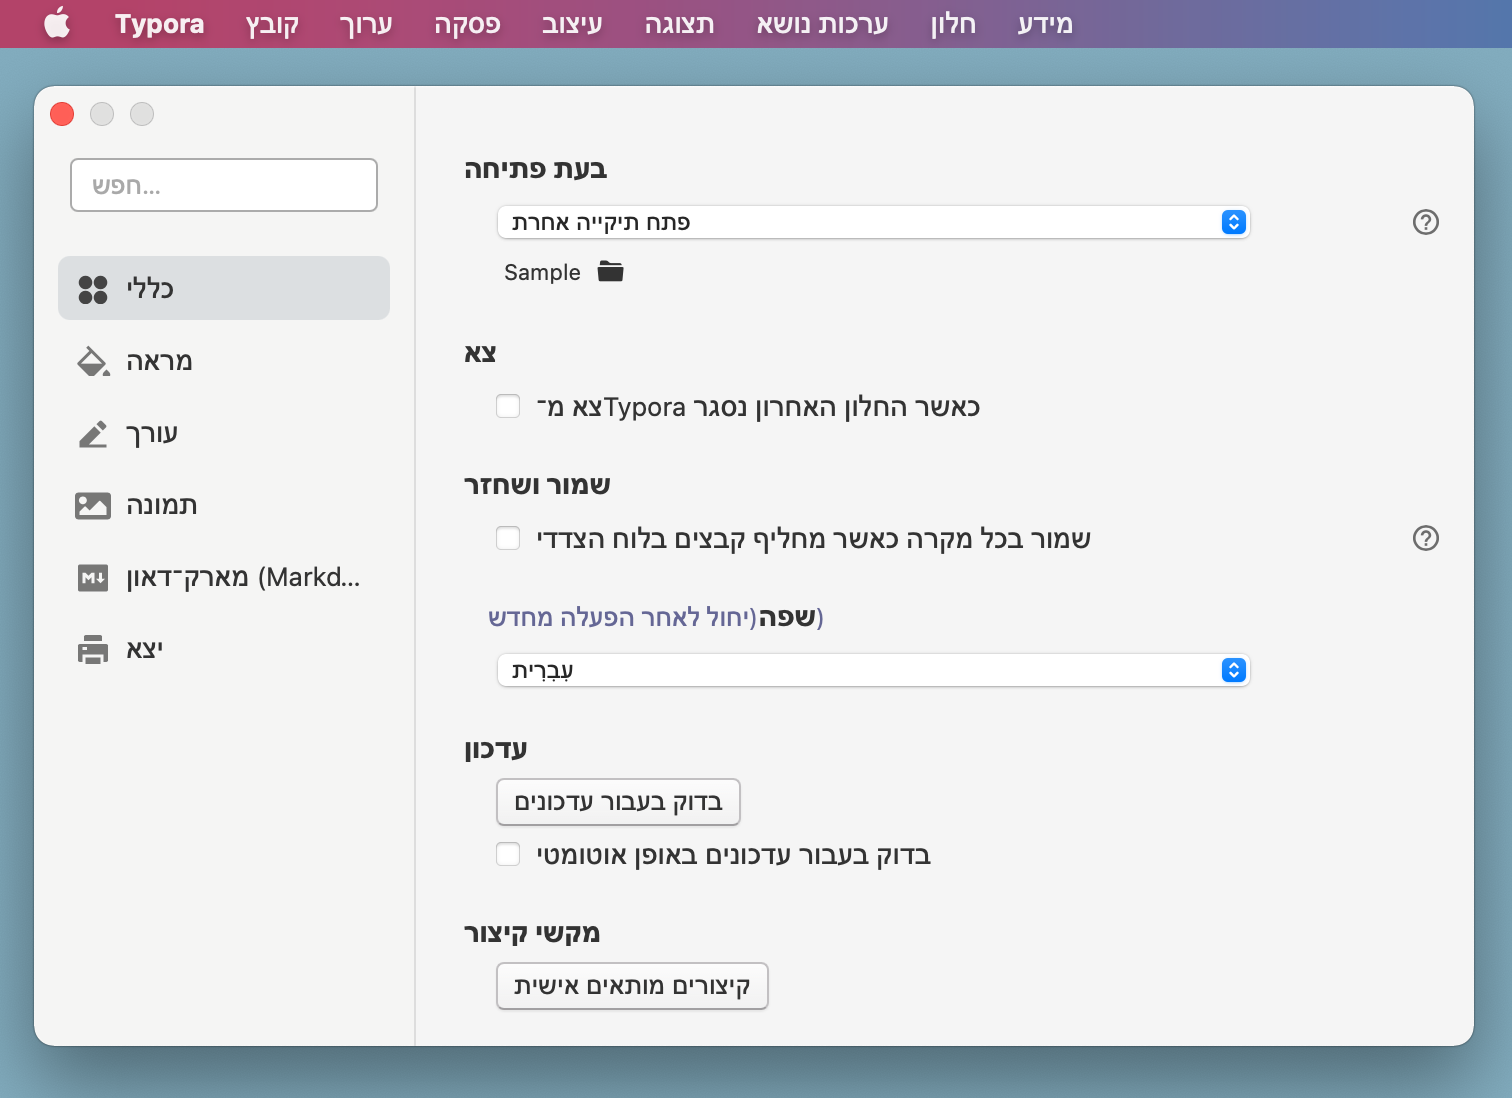 Typora קובץ ערוך פסקה עיצוב תצוגה ערכות נושא חלון מידע
חפש...
כללי
מראה
עורך
תמונה
מארק־דאון (Markd...
יצא
בעת פתיחה
פתח תיקייה אחרת
Sample
צא
צא מ־Typora כאשר החלון האחרון נסגר
שמור ושחזר
שמור בכל מקרה כאשר מחליף קבצים בלוח הצדדי
שפה(יחול לאחר הפעלה מחדש)
עִבְרִית
עדכון
בדוק בעבור עדכונים
בדוק בעבור עדכונים באופן אוטומטי
מקשי קיצור
קיצורים מותאים אישית